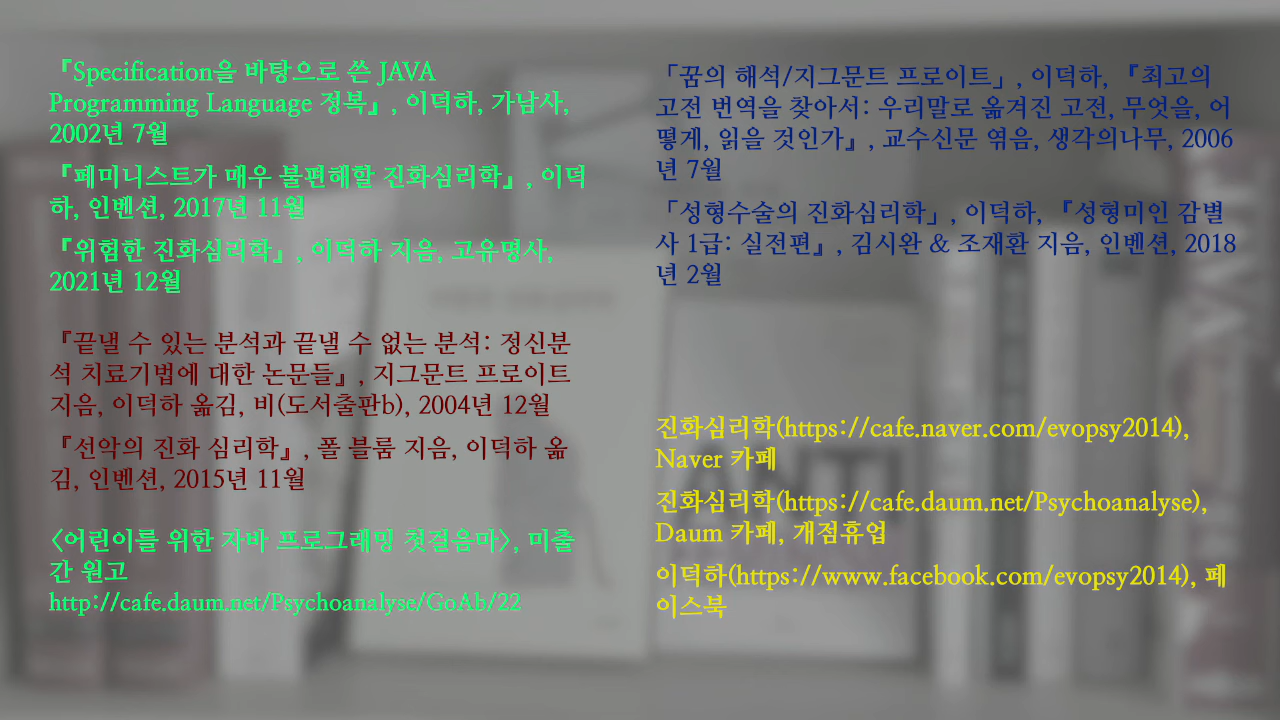 『Specification을 바탕으로 쓴 JAVA
Programming Language 정복』, 이덕하, 가남사,
2002년 7월
『페미니스트가 매우 불편해할 진화심리학』, 이덕
하, 인벤션, 2017년 11월
『위험한 진화심리학』, 이덕하 지음, 고유명사,
2021년 12월
『끝낼 수 있는 분석과 끝낼 수 없는 분석: 정신분
석 치료기법에 대한 논문들』, 지그문트 프로이트
지음, 이덕하 옮김, 비(도서출판b), 2004년 12월
『선악의 진화 심리학』, 폴 블룸 지음, 이덕하 옮
김, 인벤션, 2015년 11월
<어린이를 위한 자바 프로그래밍 첫걸음마>, 미출
간 원고
http://cafe.daum.net/Psychoanalyse/GoAb/22
「꿈의 해석/지그문트 프로이트」, 이덕하, 『최고의
고전 번역을 찾아서: 우리말로 옮겨진 고전, 무엇을, 어
떻게, 읽을 것인가』, 교수신문 엮음, 생각의나무, 2006
년 7월
「성형수술의 진화심리학」, 이덕하, 『성형미인 감별
사 1급: 실전편』, 김시완 & 조재환 지음, 인벤션, 2018
년 2월
진화심리학(https://cafe.naver.com/evopsy2014),
Naver 카페
진화심리학(https://cafe.daum.net/Psychoanalyse),
Daum 카페, 개점휴업
이덕하(https://www.facebook.com/evopsy2014), 페
이스북